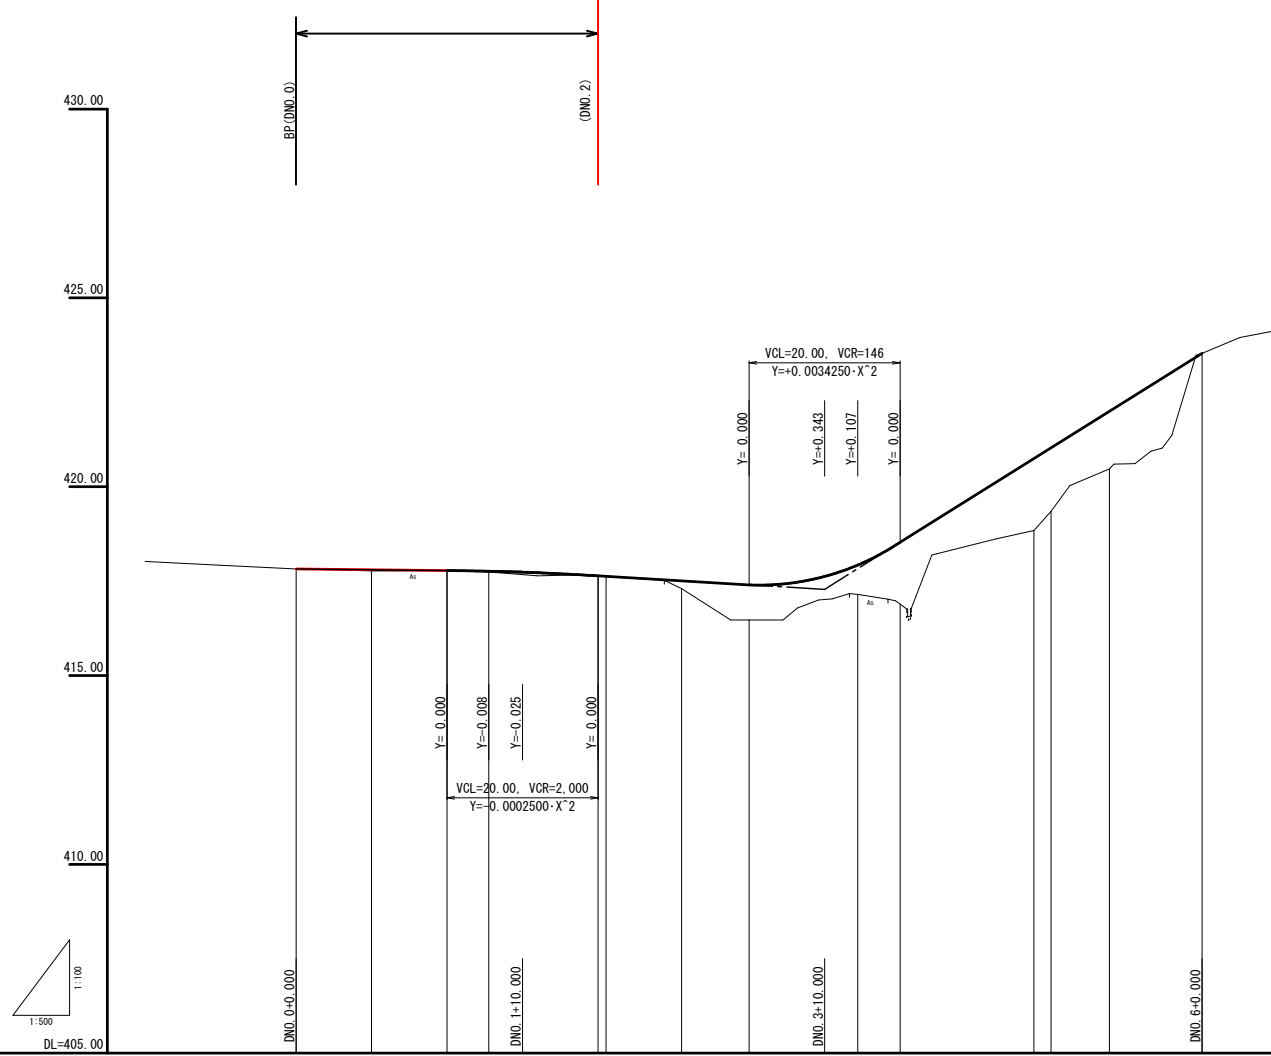 BP(DNO.0)
(DNO.2)
430.00
425.00
VCL=20.00, VCR=146
Y=+0.0034250·X^2
Y= 0.000
Y=+0.343
Y=+0.107
Y= 0.000
420.00
As
As
415.00
Y= 0.000
Y=-0.008
Y=-0.025
Y= 0.000
VCL=20.00, VCR=2,000
Y=-0.0002500·X^2
410.00
1:100
1:500
DNO.0+0.000
DNO.1+10.000
DNO.3+10.000
DNO.6+0.000
DL=405.00